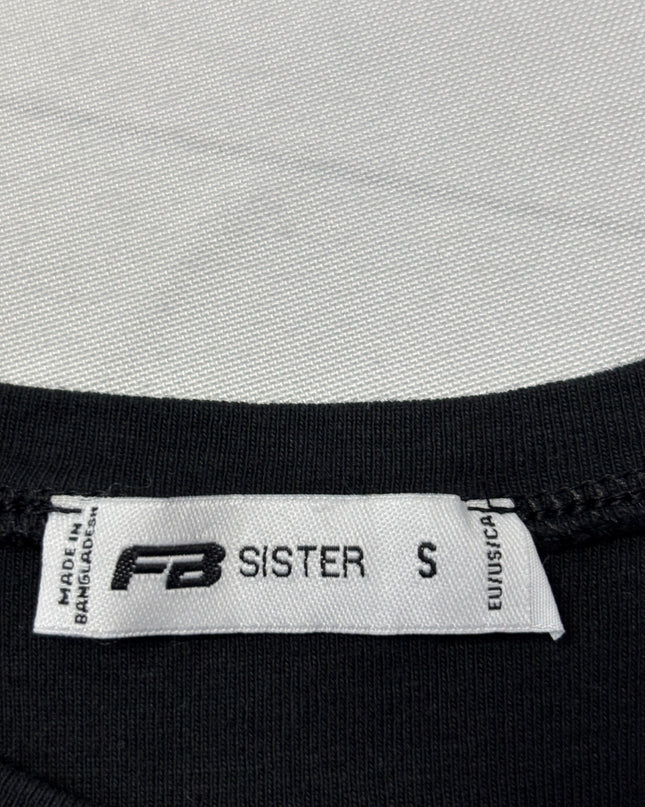 MADE IN
BANGLADESH
FB SISTER S
EU/US/CA